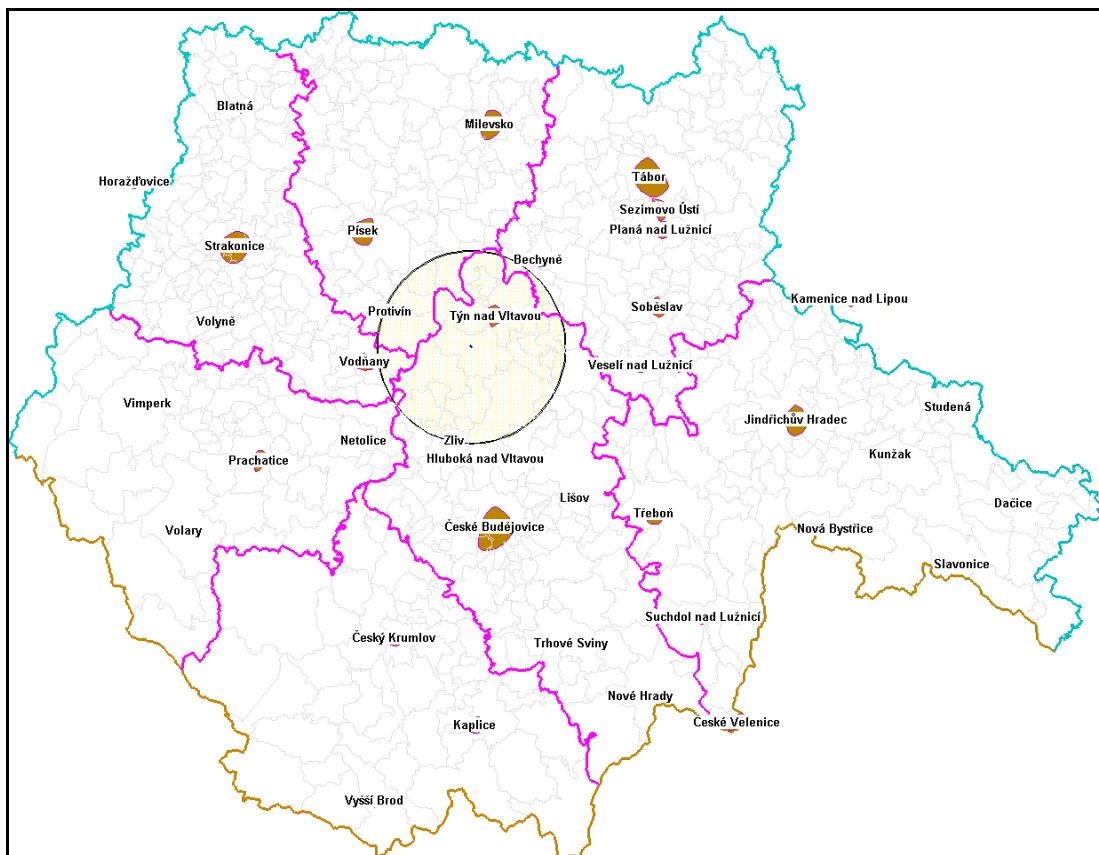 Blatná
Milevsko
Horažďovice
Tábor
Sezimovo Ústí
Planá nad Lužnicí
Písek
Strakonice
Bechyně
Kamenice nad Lipou
Protivín
Týn nad Vltavou
Soběslav
Volyně
Vodňany
Veselí nad Lužnicí
Vimperk
Studená
Jindřichův Hradec
Netolice
Zliv
Hluboká nad Vltavou
Kunžak
Prachatice
Lišov
Dačice
Třeboň
České Budějovice
Volary
Nová Bystřice
Slavonice
Suchdol nad Lužnicí
Český Krumlov
Trhové Sviny
Nové Hrady
České Velenice
Kaplice
Vyšší Brod